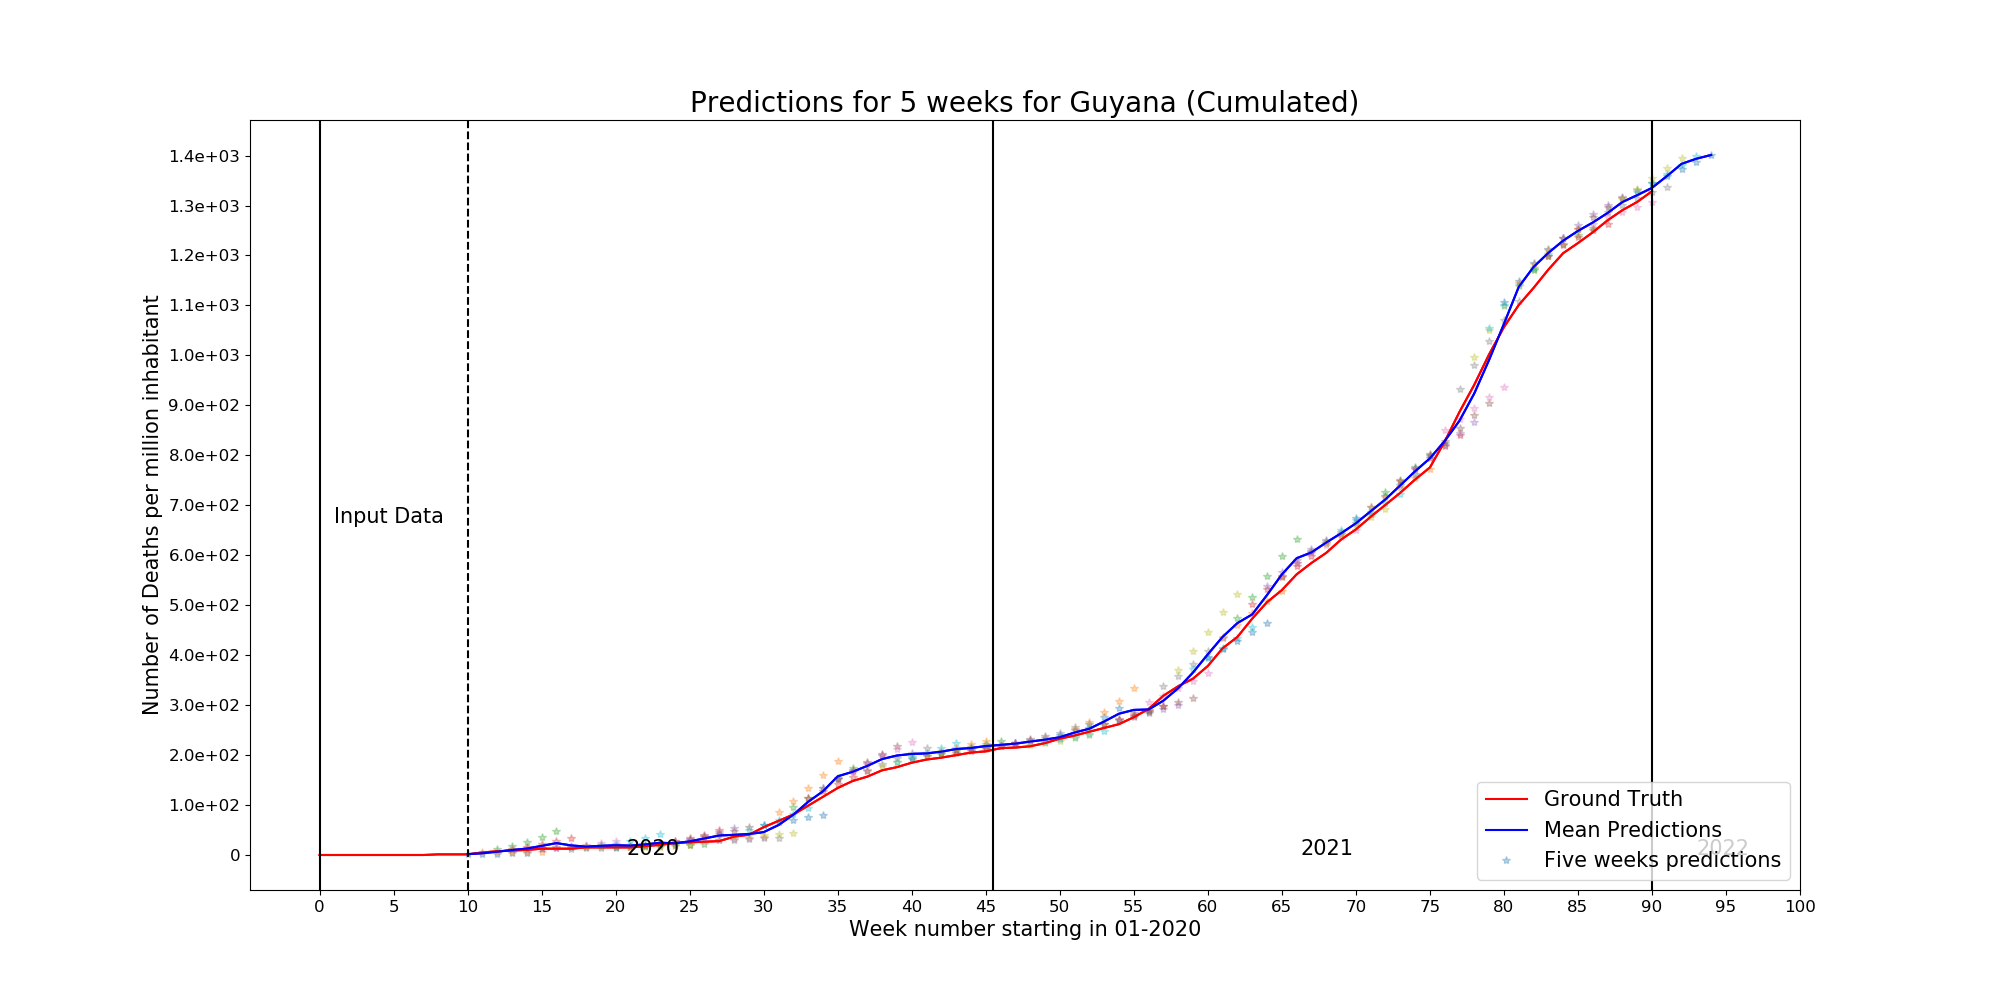 Predictions for 5 weeks for Guyana (Cumulated)
1.4e+03
1.3e+03
1.2e+03
1.1e+03
1.0e+03
9.0e+02
8.0e+02
7.0e+02
6.0e+02
5.0e+02
4.0e+02
3.0e+02
2.0e+02
1.0e+02
0
Number of Deaths per million inhabitant
Input Data
2020
2021
2022
Ground Truth
Mean Predictions
Five weeks predictions
0 5 10 15 20 25 30 35 40 45 50 55 60 65 70 75 80 85 90 95 100
Week number starting in 01-2020